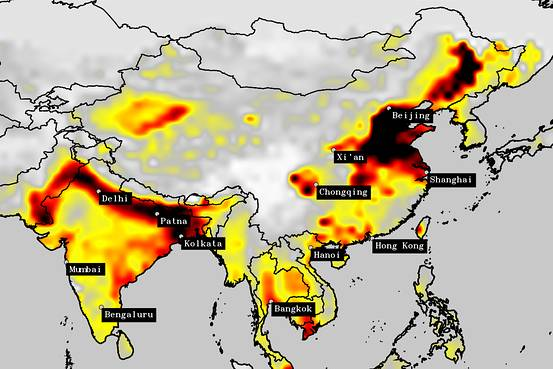 Beijing
Xi'an
Shanghai
Chongqing
Delhi
Patna
Kolkata
Hong Kong
Hanoi
Mumbai
Bangkok
Bengaluru